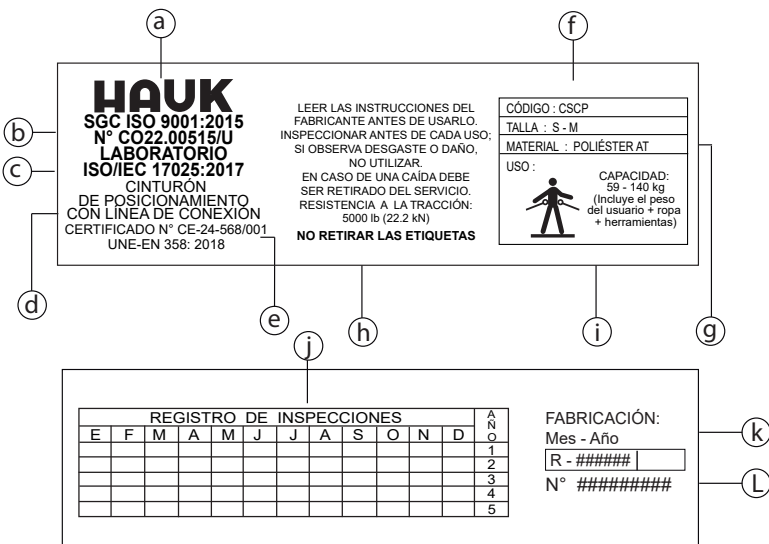 a
f
HAUK
SGC ISO 9001:2015
N° CO22.00515/U
LABORATORIO
ISO/IEC 17025:2017
CINTURÓN
DE POSICIONAMIENTO
CON LÍNEA DE CONEXIÓN
CERTIFICADO N° CE-24-568/001
UNE-EN 358: 2018
b
c
d
e
LEER LAS INSTRUCCIONES DEL
FABRICANTE ANTES DE USARLO.
INSPECCIONAR ANTES DE CADA USO;
SI OBSERVA DESGASTE O DAÑO,
NO UTILIZAR.
EN CASO DE UNA CAÍDA DEBE
SER RETIRADO DEL SERVICIO.
RESISTENCIA A LA TRACCIÓN:
5000 lb (22.2 kN)
NO RETIRAR LAS ETIQUETAS
h
CÓDIGO : CSCP
TALLA : S - M
MATERIAL : POLIÉSTER AT
USO :
CAPACIDAD:
59 - 140 kg
(Incluye el peso
del usuario + ropa
+ herramientas)
i
g
j
REGISTRO DE INSPECCIONES
E F M A M J J A S O N D
AÑO
1
2
3
4
5
FABRICACIÓN:
Mes - Año
R - ######
N° #########
k
L